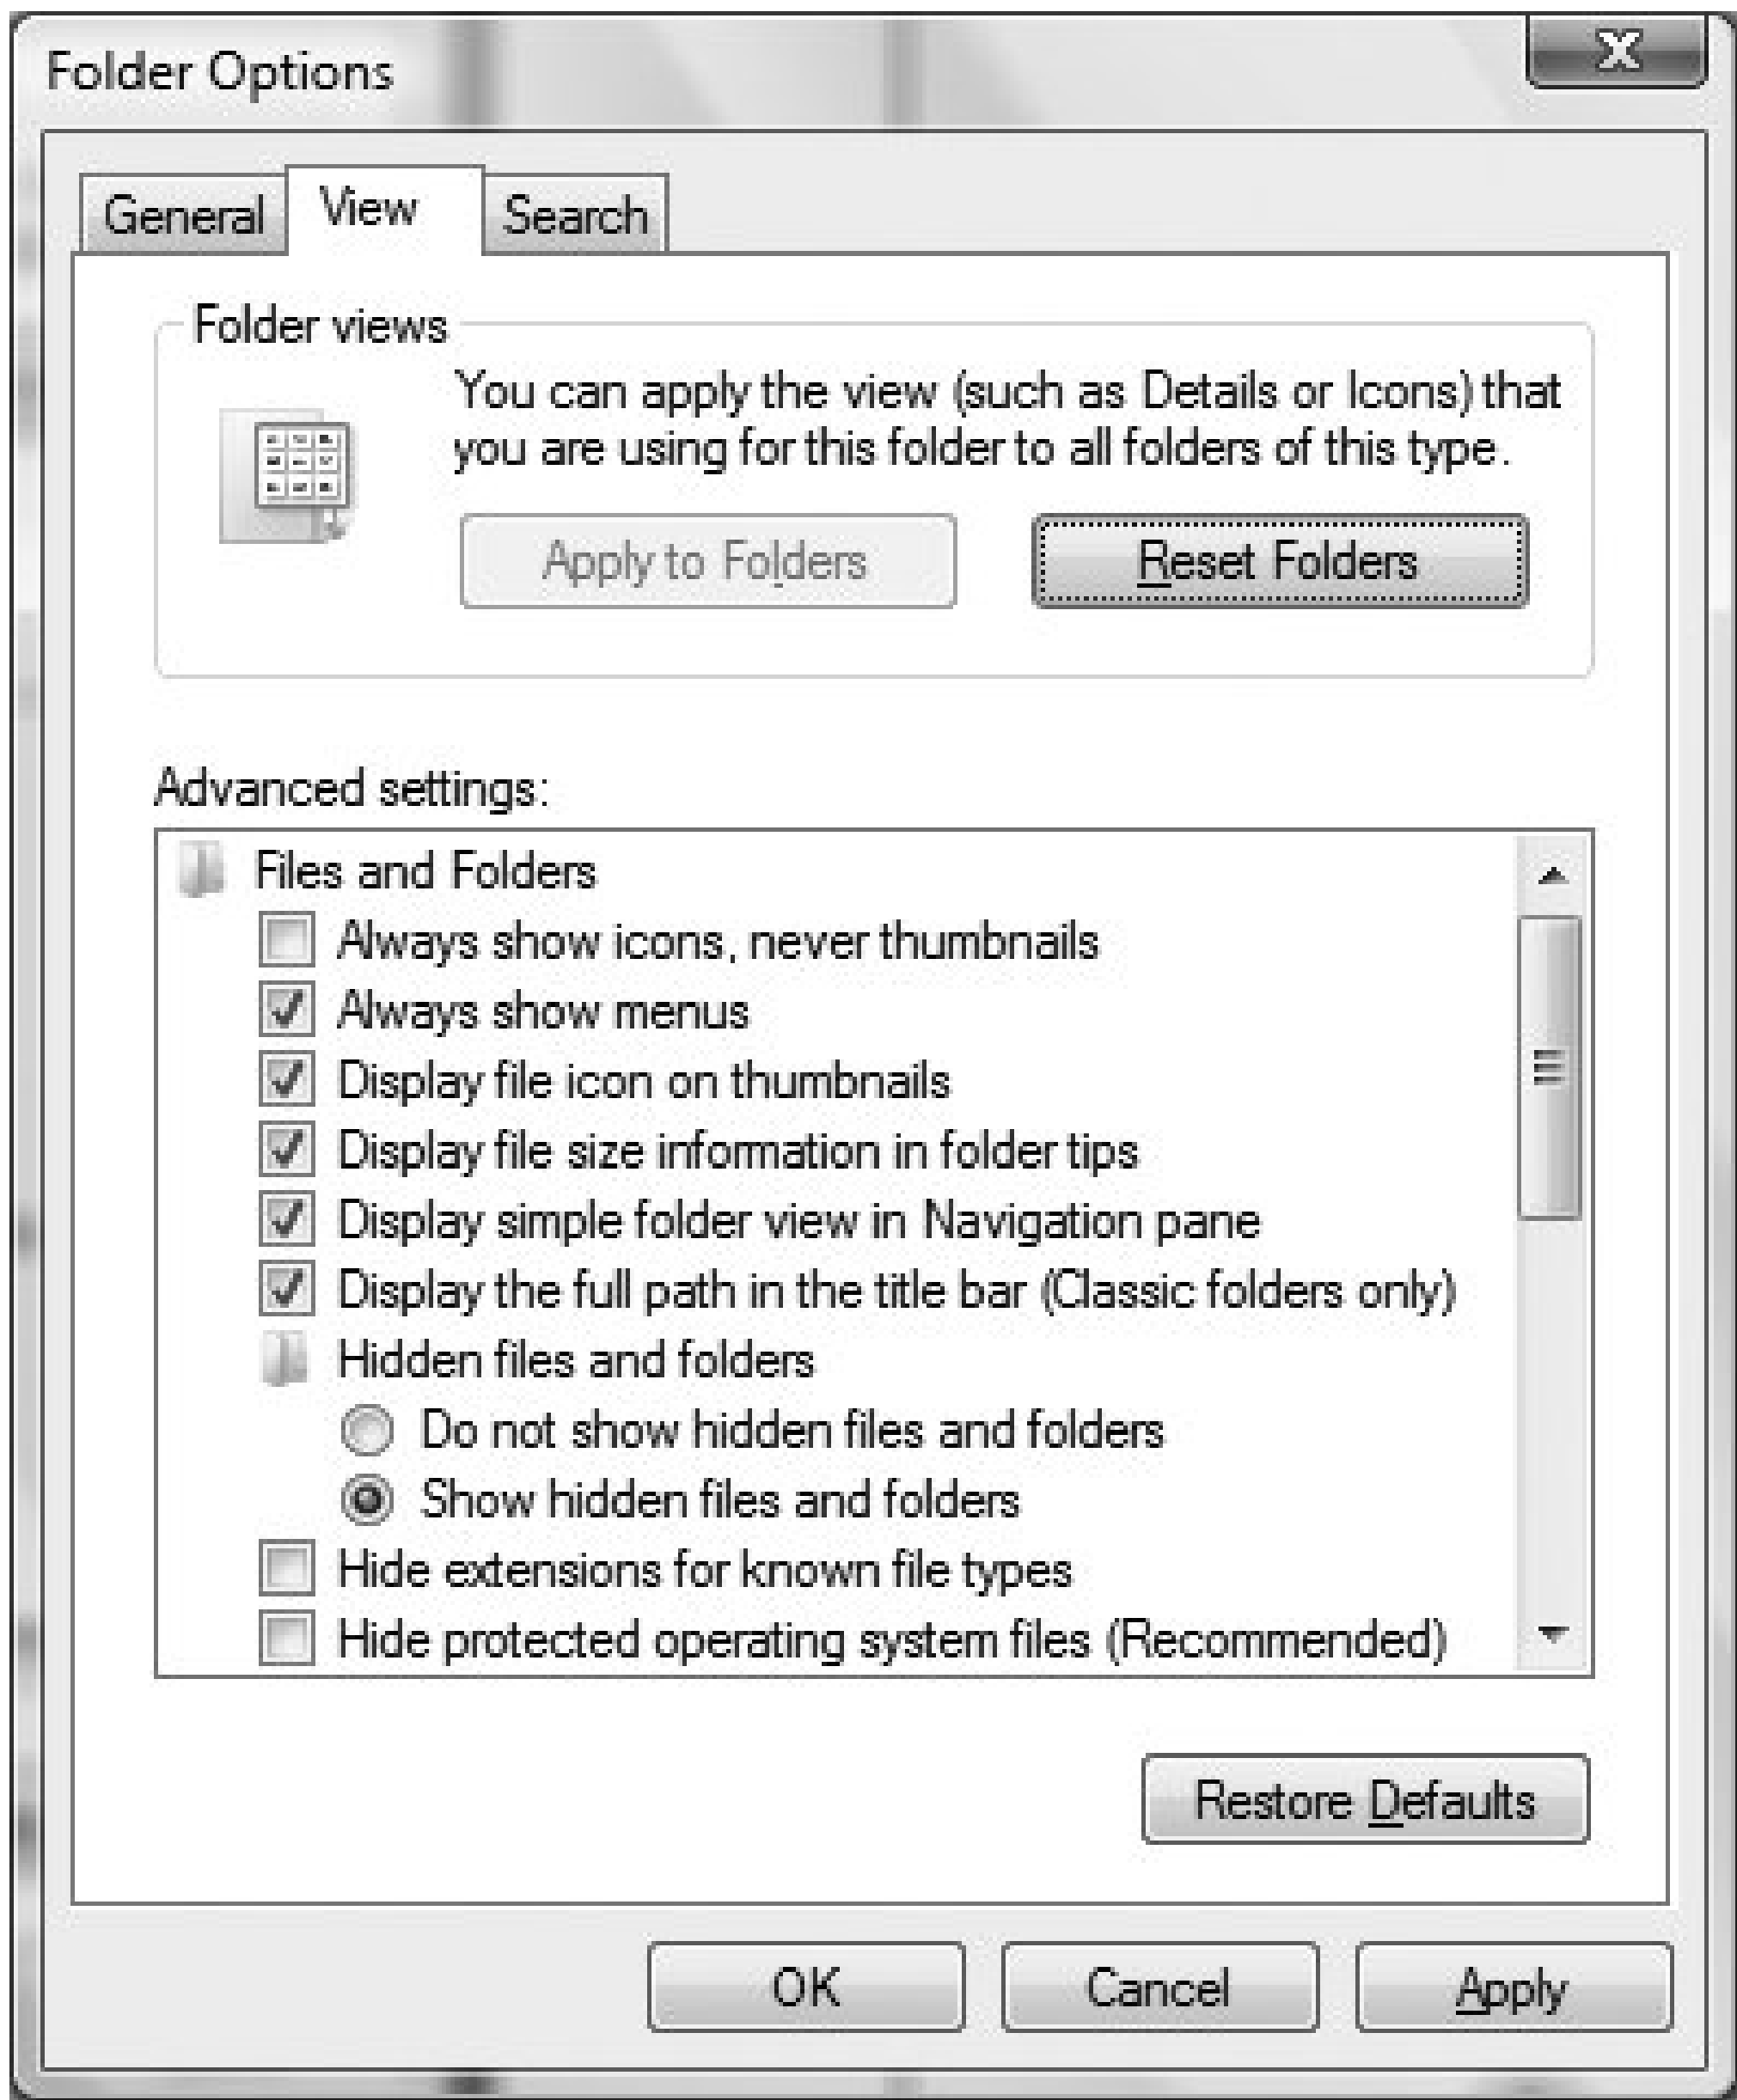 Folder Options
X
General View Search
Folder views
You can apply the view (such as Details or Icons) that
you are using for this folder to all folders of this type.
Apply to Folders Reset Folders
Advanced settings:
Files and Folders
Always show icons, never thumbnails
Always show menus
Display file icon on thumbnails
Display file size information in folder tips
Display simple folder view in Navigation pane
Display the full path in the title bar (Classic folders only)
Hidden files and folders
Do not show hidden files and folders
Show hidden files and folders
Hide extensions for known file types
Hide protected operating system files (Recommended)
Restore Defaults
OK Cancel Apply